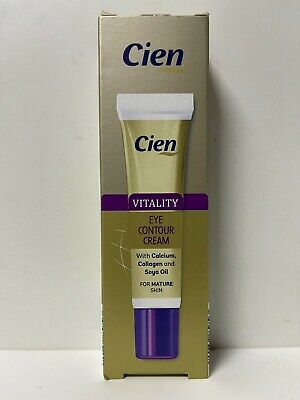 Cien
Cien
VITALITY
EYE
CONTOUR
CREAM
With Calcium,
Collagen and
Soya Oil
FOR MATURE
SKIN